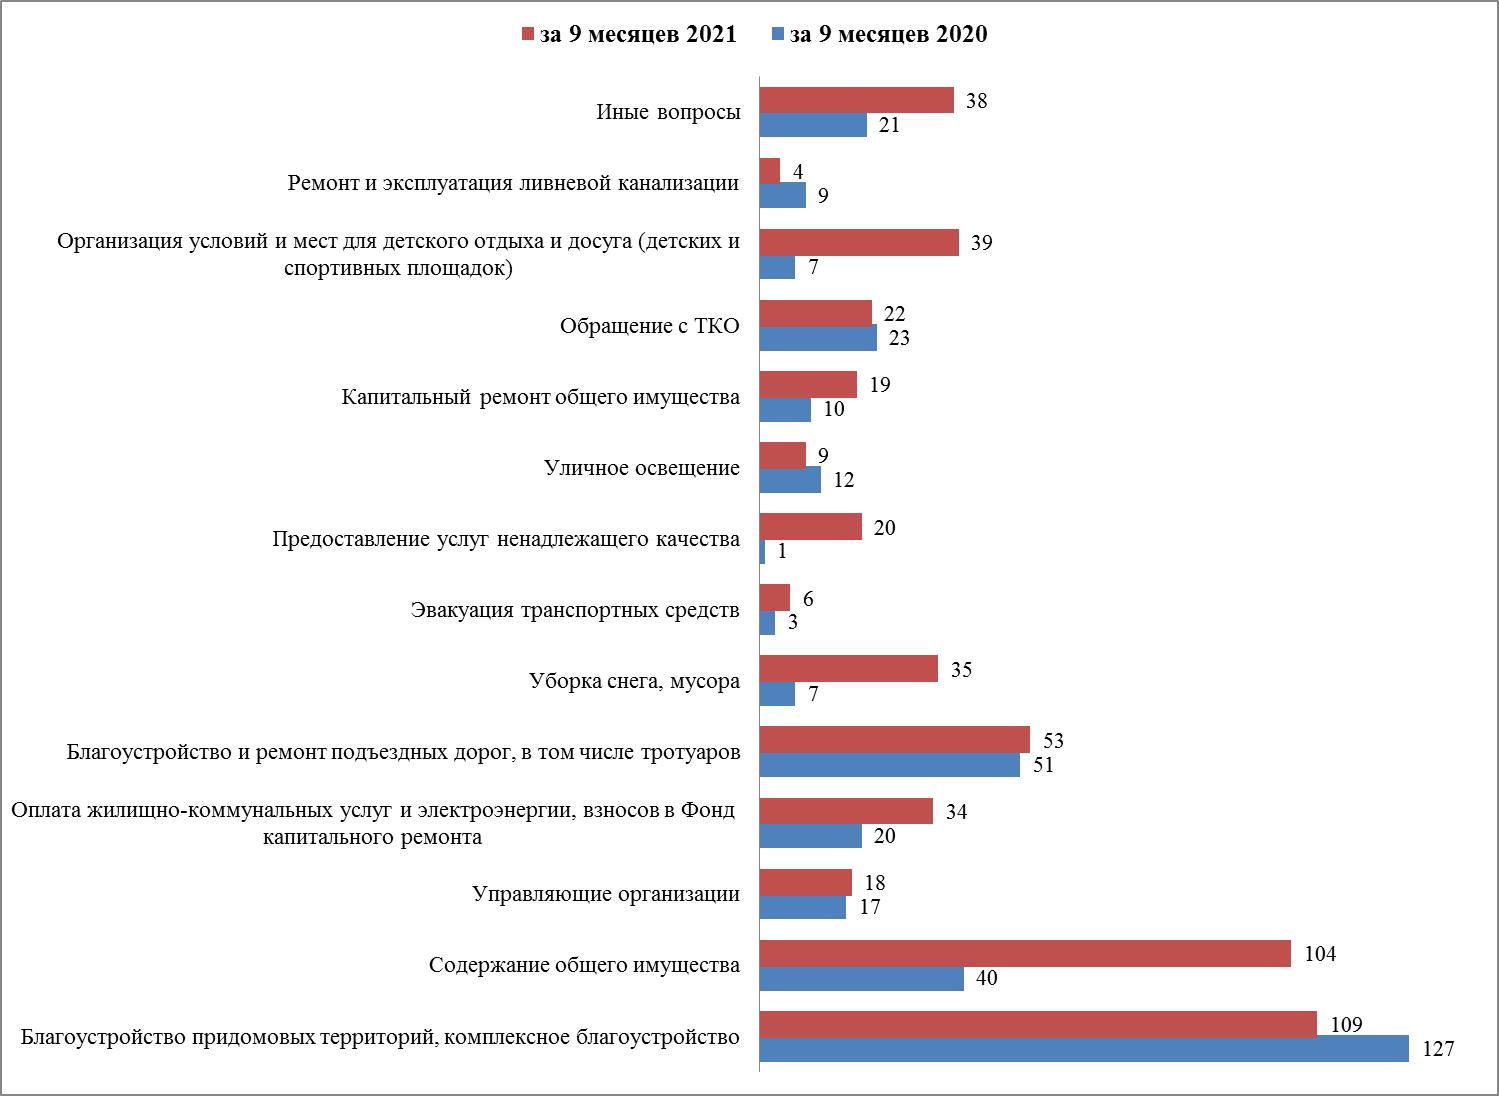 за 9 месяцев 2021 за 9 месяцев 2020
Иные вопросы
38
21
Ремонт и эксплуатация ливневой канализации
4
9
Организация условий и мест для детского отдыха и досуга (детских и
спортивных площадок)
39
7
Обращение с ТКО
22
23
Капитальный ремонт общего имущества
19
10
Уличное освещение
9
12
Предоставление услуг ненадлежащего качества
20
1
Эвакуация транспортных средств
6
3
Уборка снега, мусора
35
7
Благоустройство и ремонт подъездных дорог, в том числе тротуаров
53
51
Оплата жилищно-коммунальных услуг и электроэнергии, взносов в Фонд
капитального ремонта
34
20
Управляющие организации
18
17
Содержание общего имущества
104
40
Благоустройство придомовых территорий, комплексное благоустройство
109
127